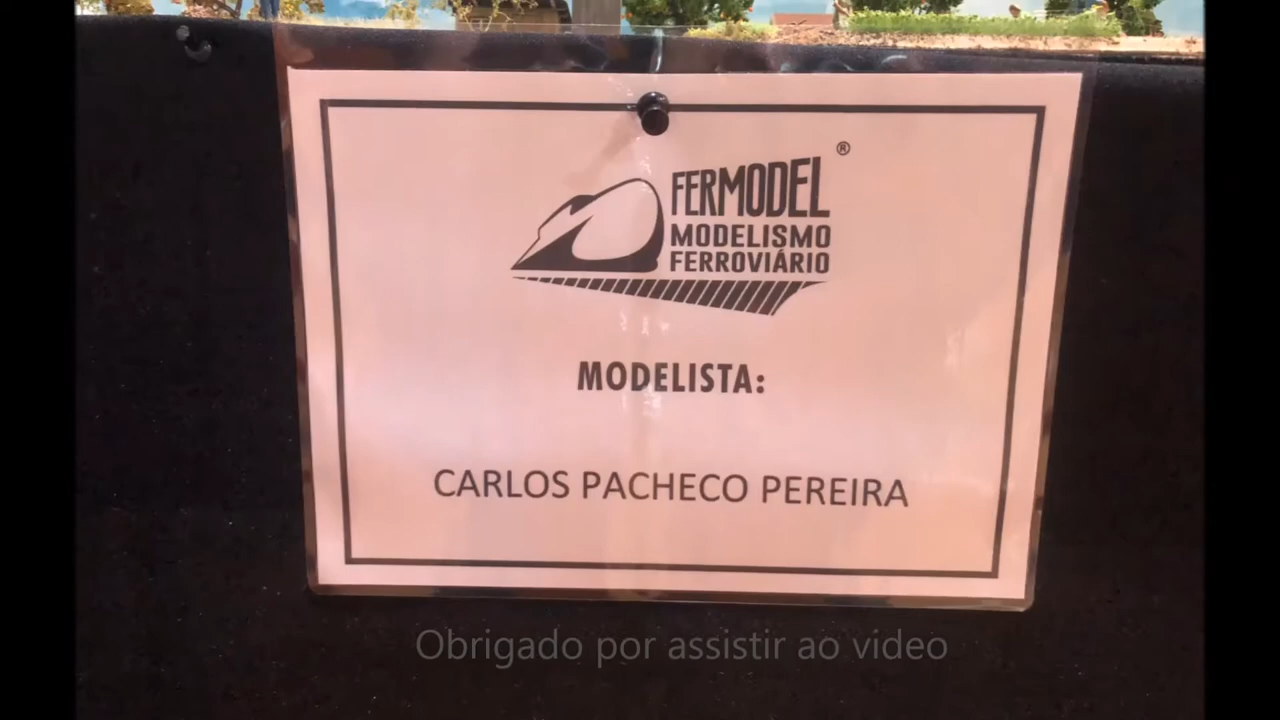 FERMODEL ®
MODELISMO
FERROVIÁRIO
MODELISTA:
CARLOS PACHECO PEREIRA
Obrigado por assistir ao video